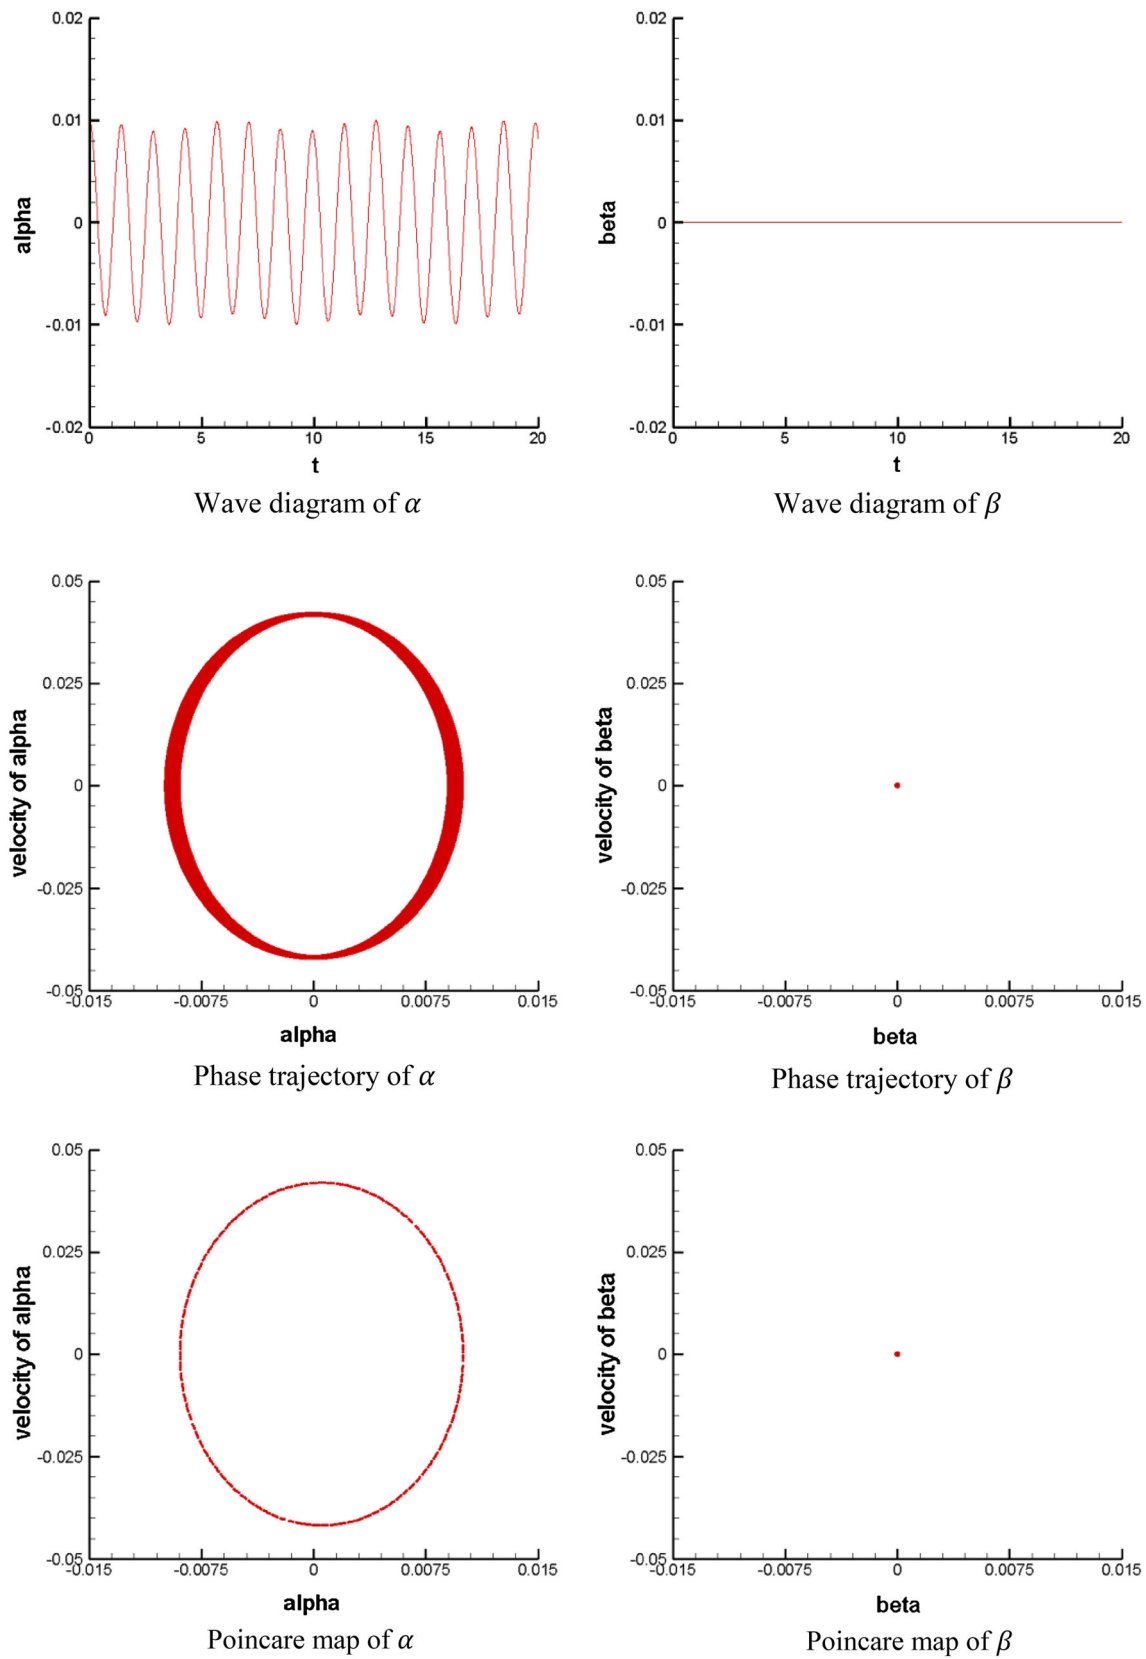 0.02
0.01
0
-0.01
-0.02
alpha
0 5 10 15 20
t
Wave diagram of α
0.02
0.01
0
-0.01
-0.02
beta
0 5 10 15 20
t
Wave diagram of β
0.05
0.025
0
-0.025
-0.05
velocity of alpha
-0.015 -0.0075 0 0.0075 0.015
alpha
Phase trajectory of α
0.05
0.025
0
-0.025
-0.05
velocity of beta
-0.015 -0.0075 0 0.0075 0.015
beta
Phase trajectory of β
0.05
0.025
0
-0.025
-0.05
velocity of alpha
-0.015 -0.0075 0 0.0075 0.015
alpha
Poincare map of α
0.05
0.025
0
-0.025
-0.05
velocity of beta
-0.015 -0.0075 0 0.0075 0.015
beta
Poincare map of β